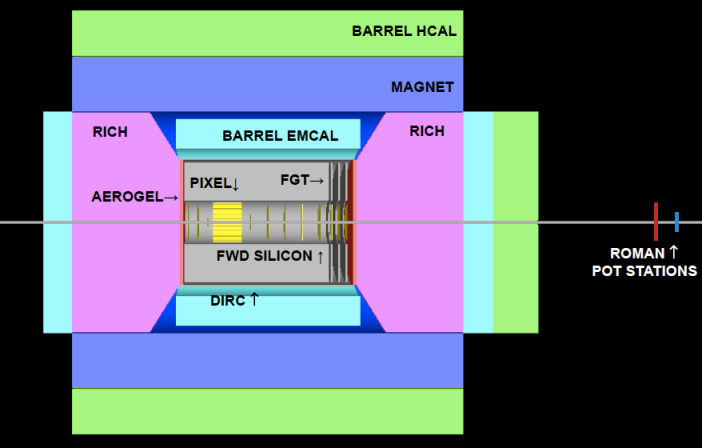 BARREL HCAL
MAGNET
RICH
BARREL EMCAL
RICH
PIXEL↓
FGT→
AEROGEL→
FWD SILICON ↑
ROMAN ↑
POT STATIONS
DIRC ↑